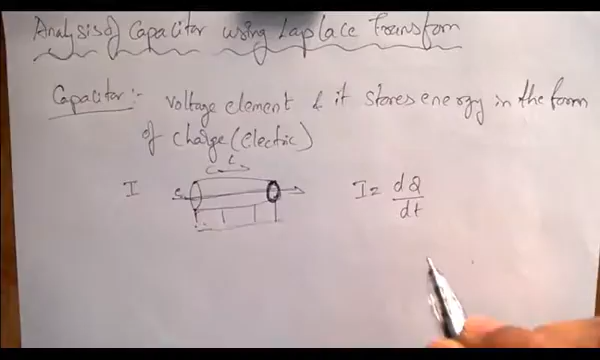 Analysis of Capacitor using Laplace Transform
Capacitor:- voltage element & it stores energy in the form
of charge (electric)
L
I
I = dQ/dt